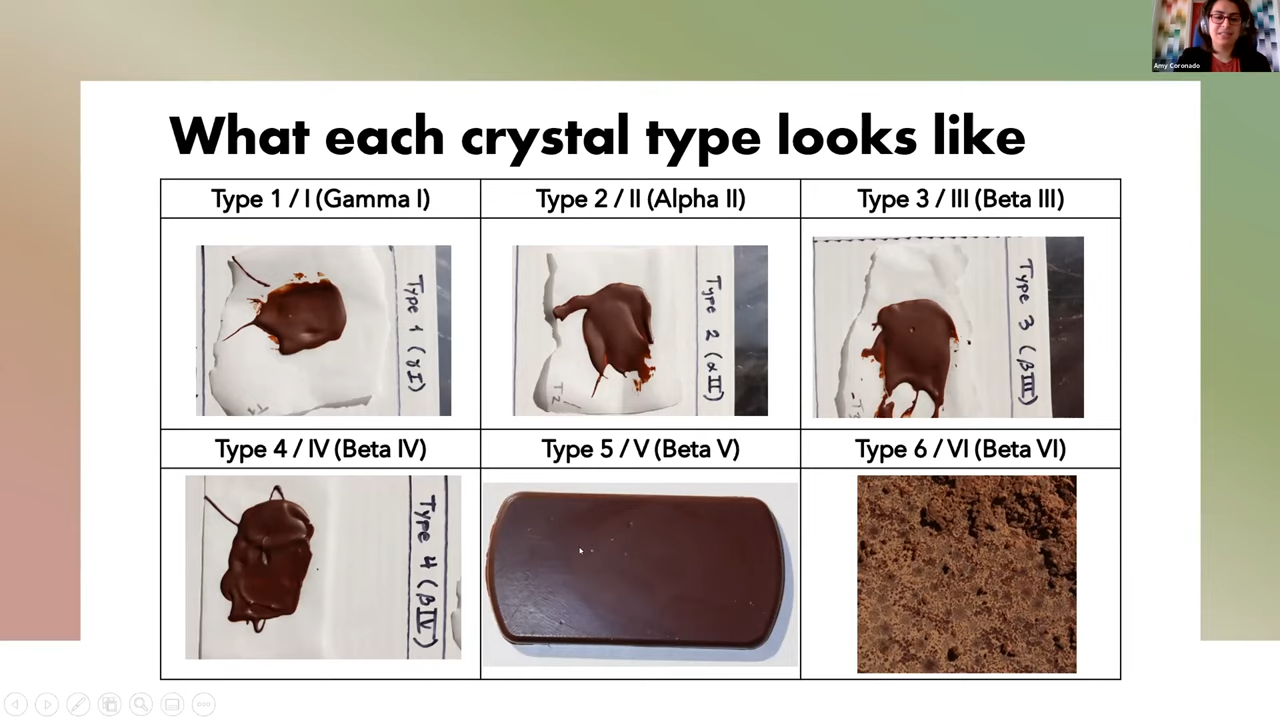 Amy Coronado
What each crystal type looks like
Type 1 / I (Gamma I)
Type 2 / II (Alpha II)
Type 3 / III (Beta III)
Type 1 (γI)
Type 2 (αII)
Type 3 (βIII)
Type 4 / IV (Beta IV)
Type 5 / V (Beta V)
Type 6 / VI (Beta VI)
Type 4 (βIV)